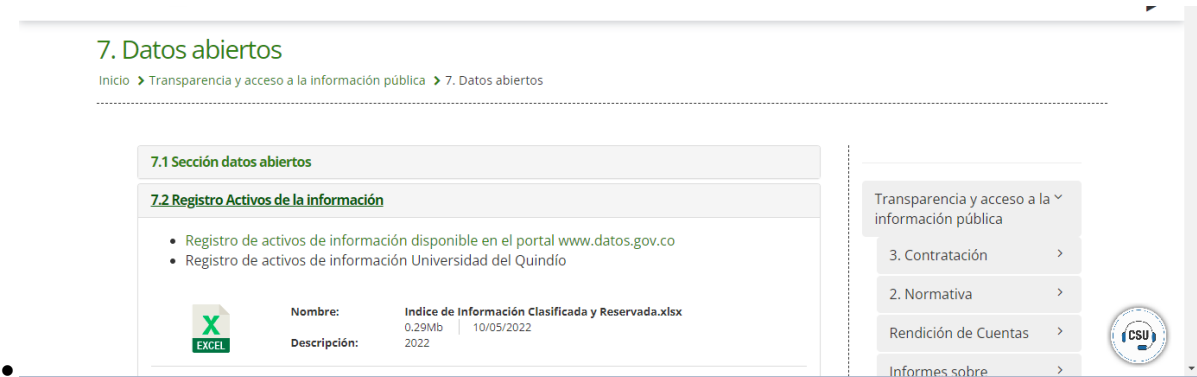 7. Datos abiertos
Inicio > Transparencia y acceso a la información pública > 7. Datos abiertos
7.1 Sección datos abiertos
7.2 Registro Activos de la información
• Registro de activos de información disponible en el portal www.datos.gov.co
• Registro de activos de información Universidad del Quindío
EXCEL
Nombre: Indice de Información Clasificada y Reservada.xlsx
0.29Mb | 10/05/2022
Descripción: 2022
Transparencia y acceso a la
información pública
3. Contratación
2. Normativa
Rendición de Cuentas
Informes sobre
CSU